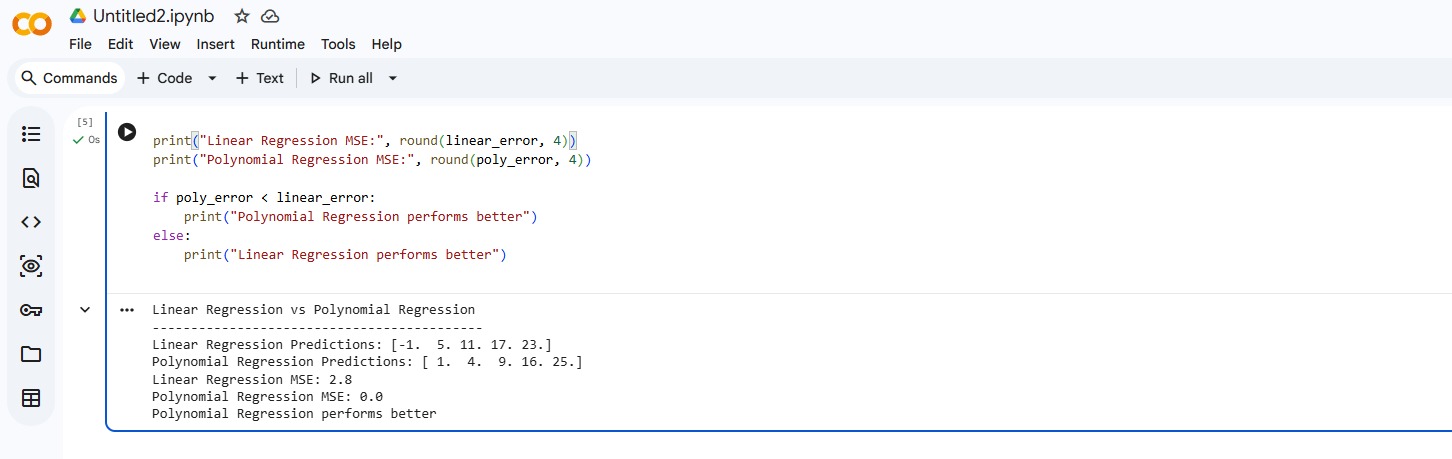 Untitled2.ipynb
File Edit View Insert Runtime Tools Help
Commands + Code + Text Run all
[5]
0s
print("Linear Regression MSE:", round(linear_error, 4))
print("Polynomial Regression MSE:", round(poly_error, 4))
if poly_error < linear_error:
    print("Polynomial Regression performs better")
else:
    print("Linear Regression performs better")
Linear Regression vs Polynomial Regression
-------------------------------------------
Linear Regression Predictions: [-1.  5. 11. 17. 23.]
Polynomial Regression Predictions: [ 1.  4.  9. 16. 25.]
Linear Regression MSE: 2.8
Polynomial Regression MSE: 0.0
Polynomial Regression performs better